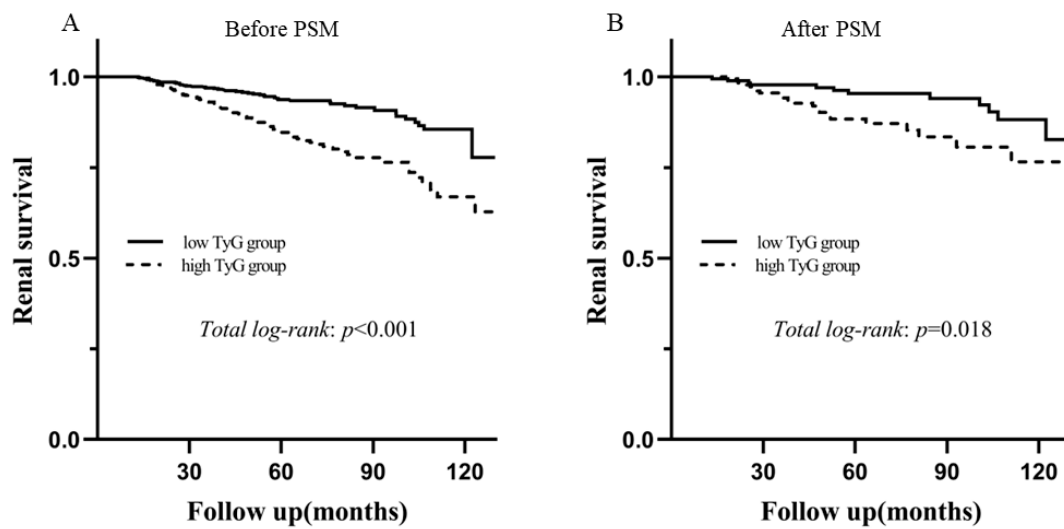 A
Before PSM
1.0
0.5
0.0
Renal survival
low TyG group
high TyG group
Total log-rank: p<0.001
30 60 90 120
Follow up(months)
B
After PSM
1.0
0.5
0.0
Renal survival
low TyG group
high TyG group
Total log-rank: p=0.018
30 60 90 120
Follow up(months)